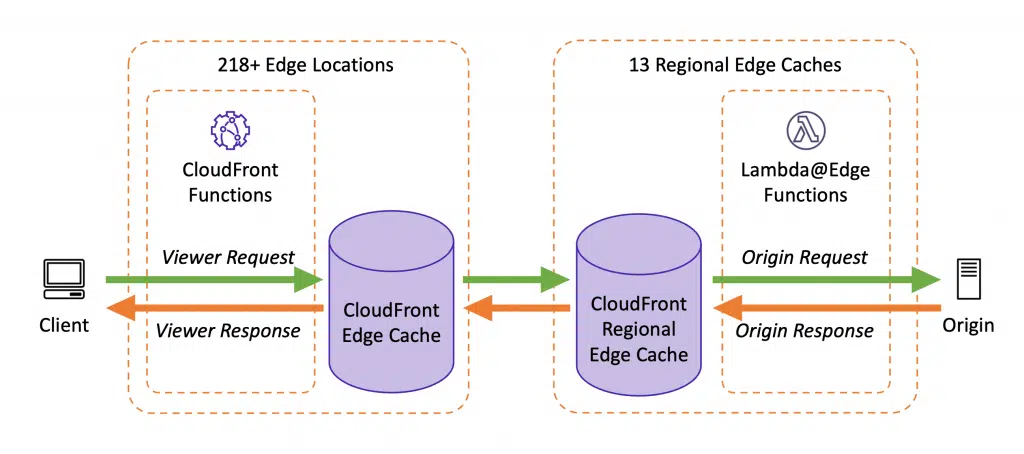 218+ Edge Locations
13 Regional Edge Caches
CloudFront
Functions
Lambda@Edge
Functions
Viewer Request
Origin Request
CloudFront
Edge Cache
CloudFront
Regional
Edge Cache
Client
Viewer Response
Origin Response
Origin